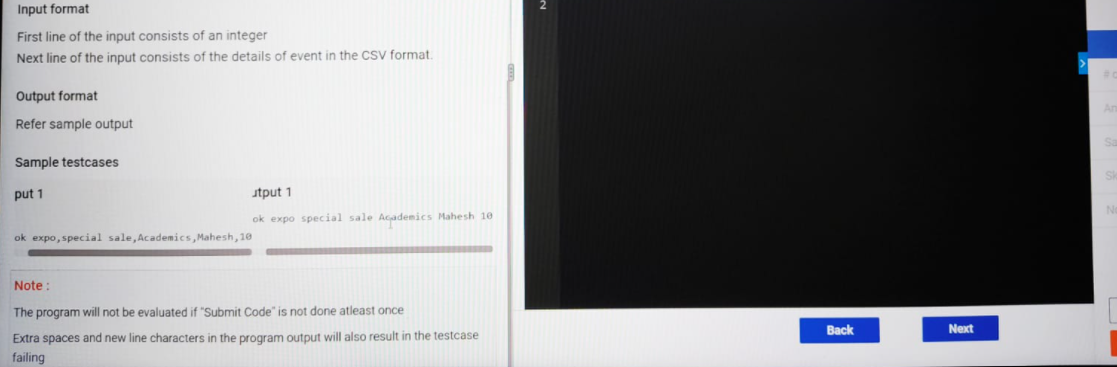 Input format
First line of the input consists of an integer
Next line of the input consists of the details of event in the CSV format.
Output format
Refer sample output
Sample testcases
put 1
tput 1
ok expo special sale Academics Mahesh 10
ok expo,special sale,Academics,Mahesh,10
Note :
The program will not be evaluated if "Submit Code" is not done atleast once
Extra spaces and new line characters in the program output will also result in the testcase
failing
2
Back
Next